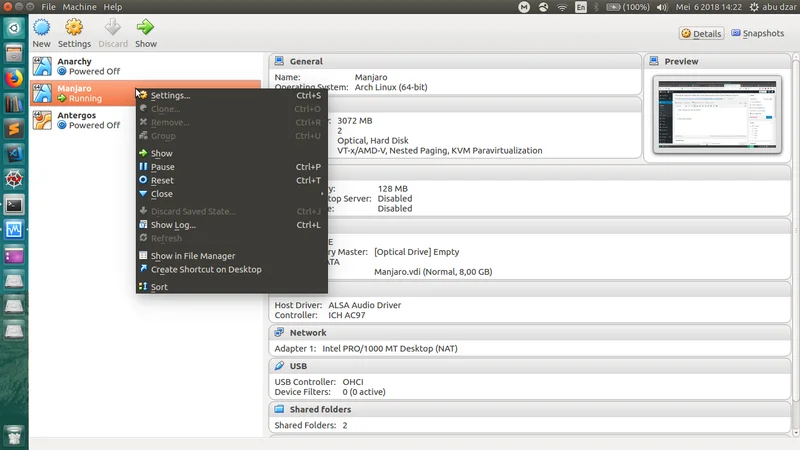 File Machine Help
En (100%) Mei 6 2018 14:22 abu dzar
New Settings Discard Show
Details Snapshots
Anarchy
Powered Off
Manjaro
Running
Antergos
Powered Off
Settings... Ctrl+S
Clone... Ctrl+O
Remove... Ctrl+R
Group Ctrl+U
Show
Pause Ctrl+P
Reset Ctrl+T
Close
Discard Saved State... Ctrl+J
Show Log... Ctrl+L
Refresh
Show in File Manager
Create Shortcut on Desktop
Sort
General
Name: Manjaro
Operating System: Arch Linux (64-bit)
3072 MB
2
Optical, Hard Disk
VT-x/AMD-V, Nested Paging, KVM Paravirtualization
ry: 128 MB
top Server: Disabled
e: Disabled
E
ry Master: [Optical Drive] Empty
ATA
Manjaro.vdi (Normal, 8,00 GB)
Host Driver: ALSA Audio Driver
Controller: ICH AC97
Network
Adapter 1: Intel PRO/1000 MT Desktop (NAT)
USB
USB Controller: OHCI
Device Filters: 0 (0 active)
Shared folders
Shared Folders: 2
Preview